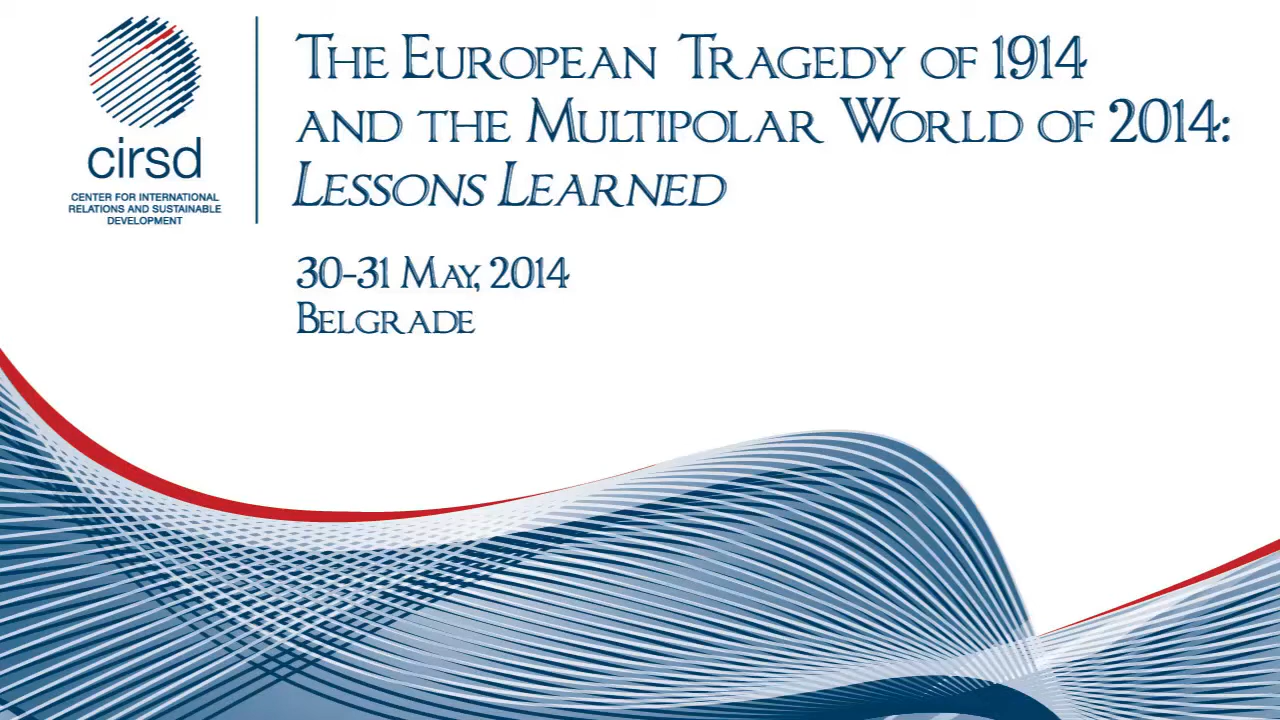 cirsd
CENTER FOR INTERNATIONAL
RELATIONS AND SUSTAINABLE
DEVELOPMENT
THE EUROPEAN TRAGEDY OF 1914
AND THE MULTIPOLAR WORLD OF 2014:
LESSONS LEARNED
30-31 MAY, 2014
BELGRADE